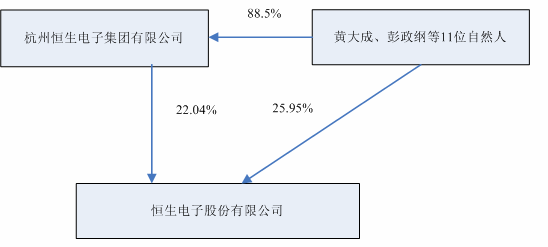 88.5%
杭州恒生电子集团有限公司
黄大成、彭政纲等11位自然人
22.04%
25.95%
恒生电子股份有限公司